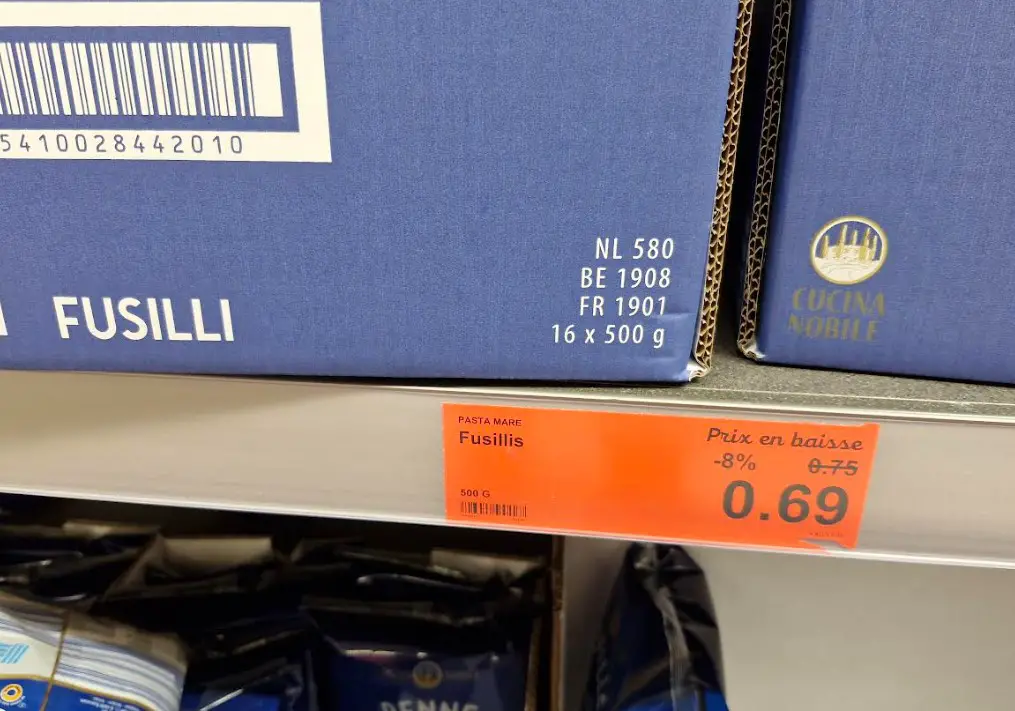 5410028442010
FUSILLI
NL 580
BE 1908
FR 1901
16 x 500 g
CUCINA
NOBILE
PASTA MARE
Fusillis
500 G
Prix en baisse
-8% 0.75
0.69
PENNE